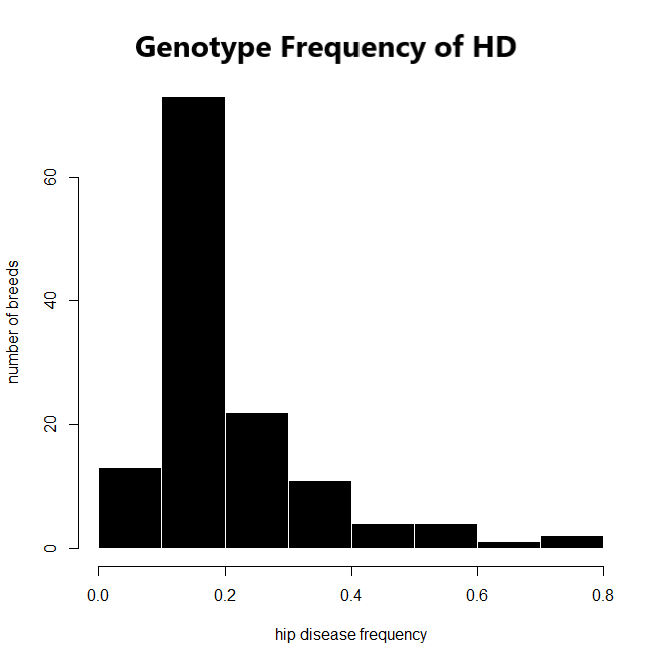 Genotype Frequency of HD
number of breeds
60
40
20
0
0.0 0.2 0.4 0.6 0.8
hip disease frequency